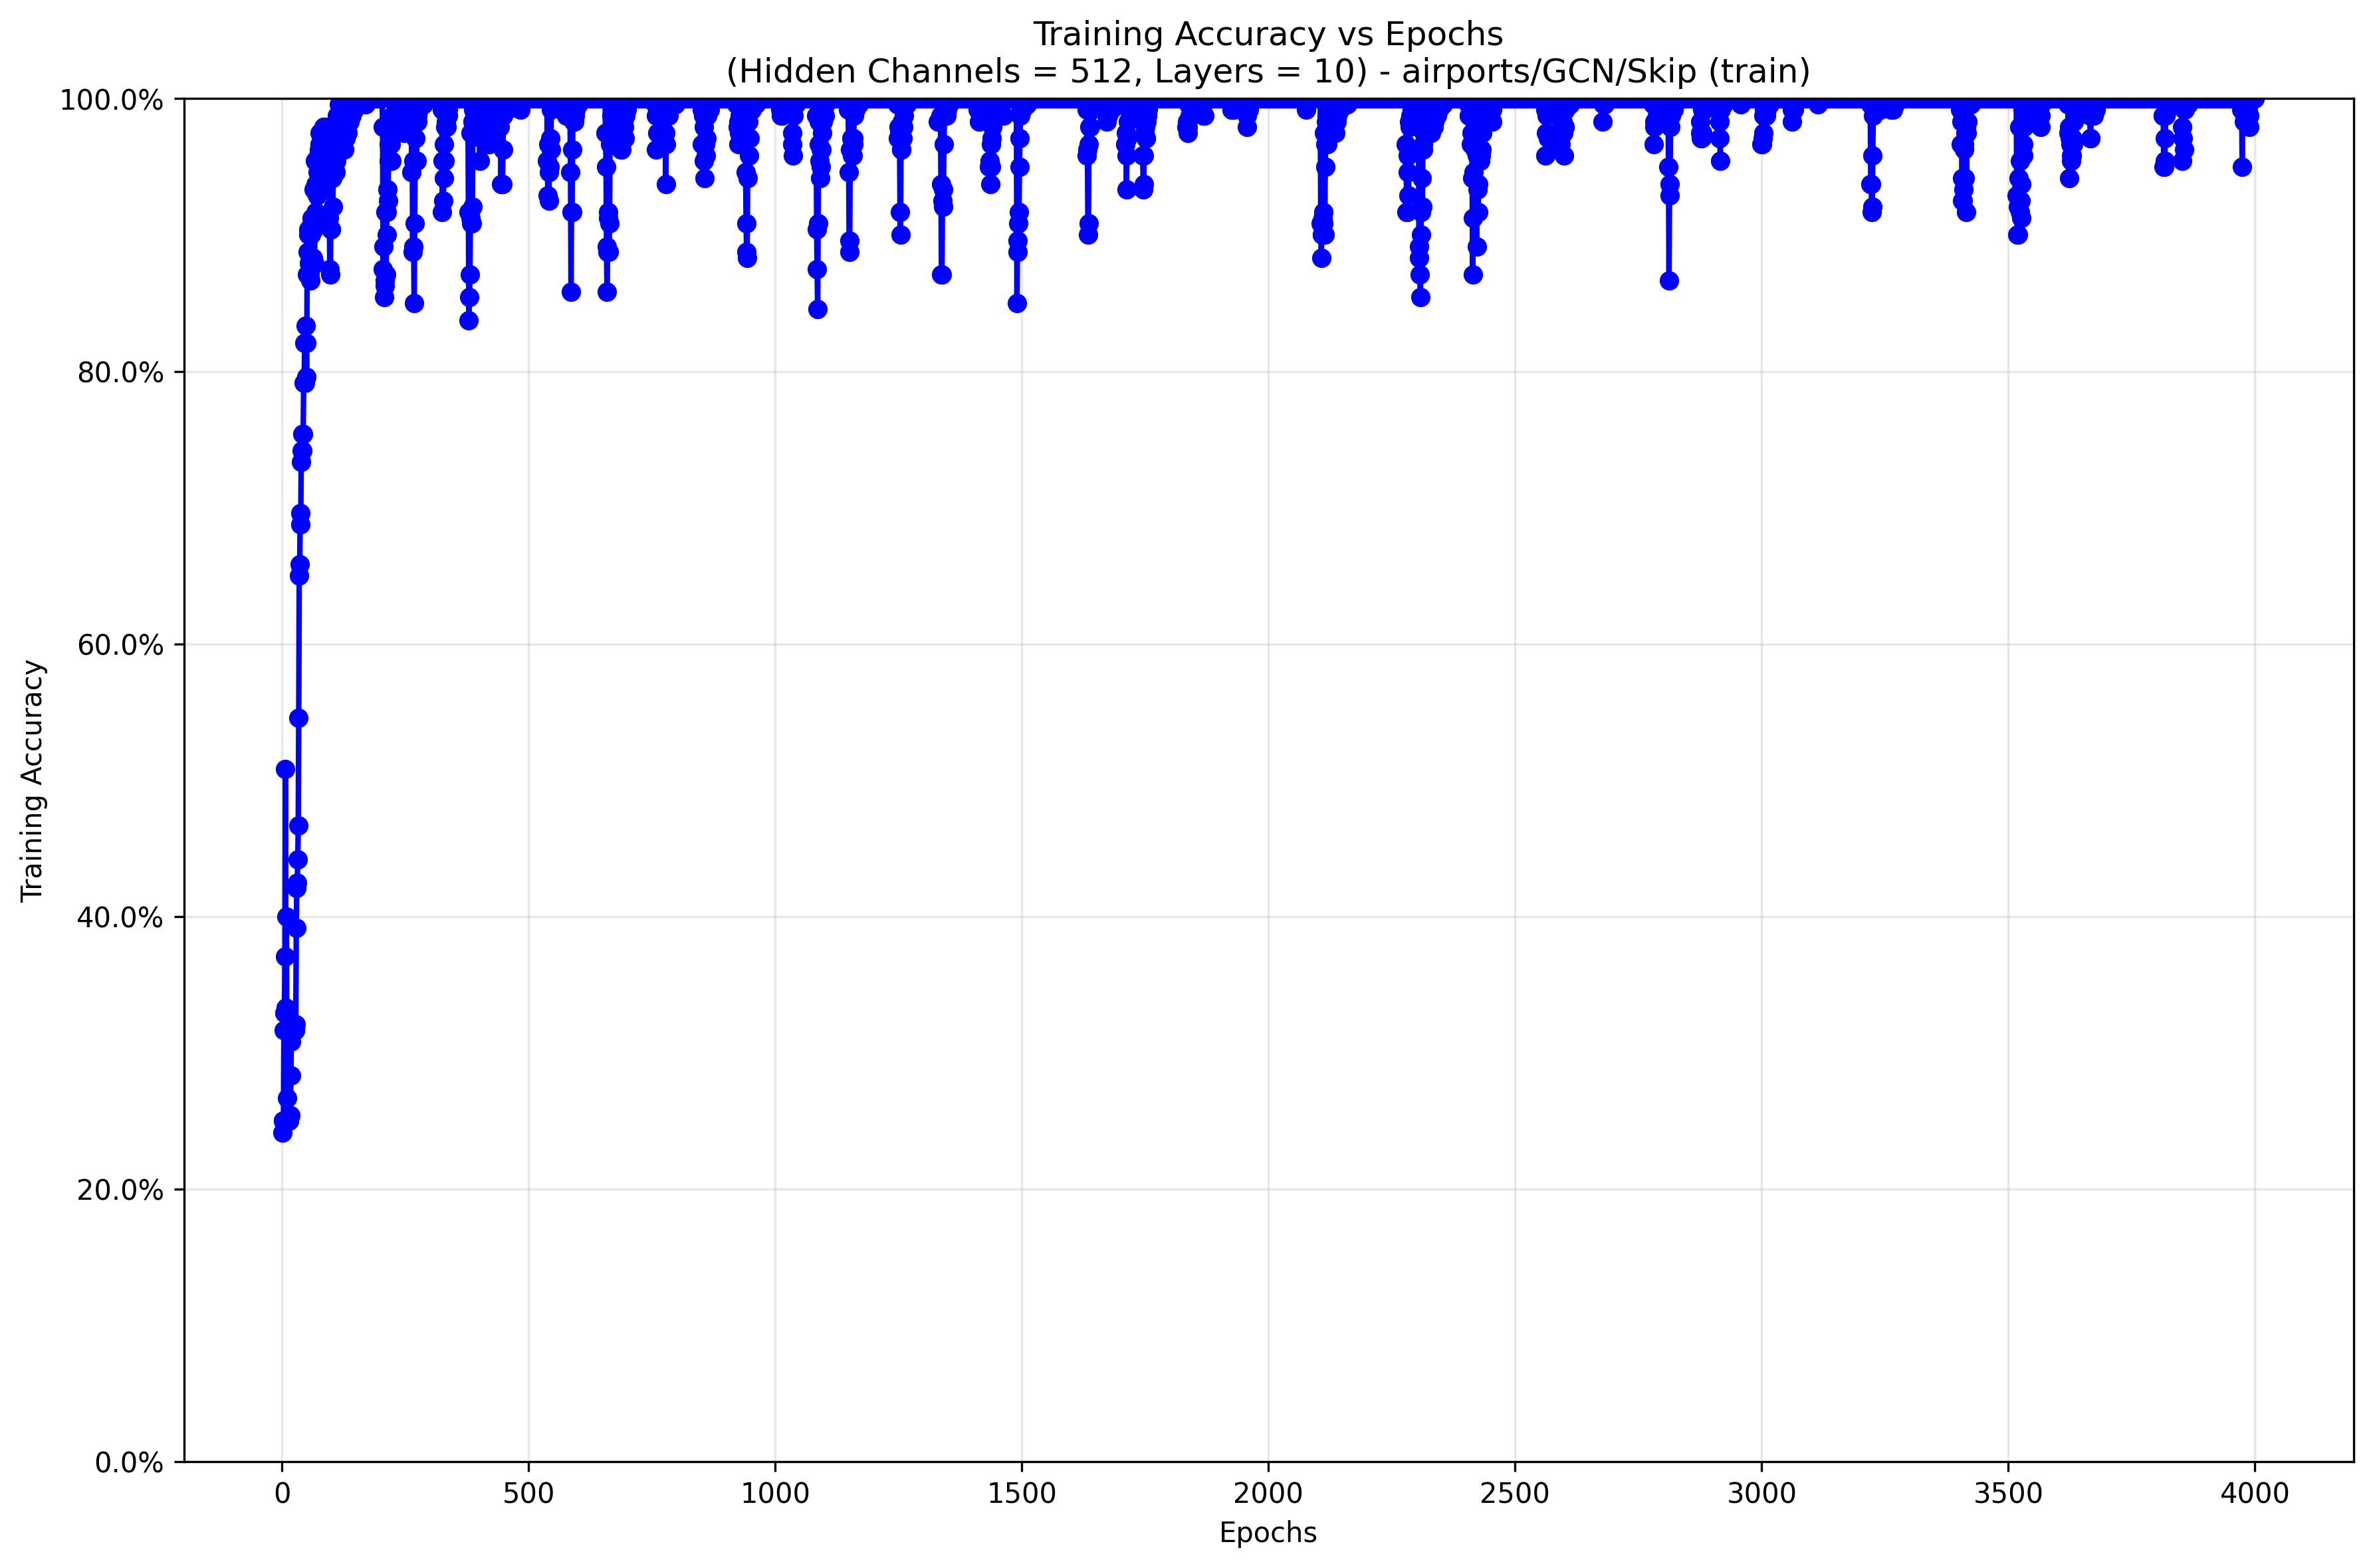 Training Accuracy vs Epochs
(Hidden Channels = 512, Layers = 10) - airports/GCN/Skip (train)
100.0%
80.0%
60.0%
40.0%
20.0%
0.0%
Training Accuracy
0 500 1000 1500 2000 2500 3000 3500 4000
Epochs